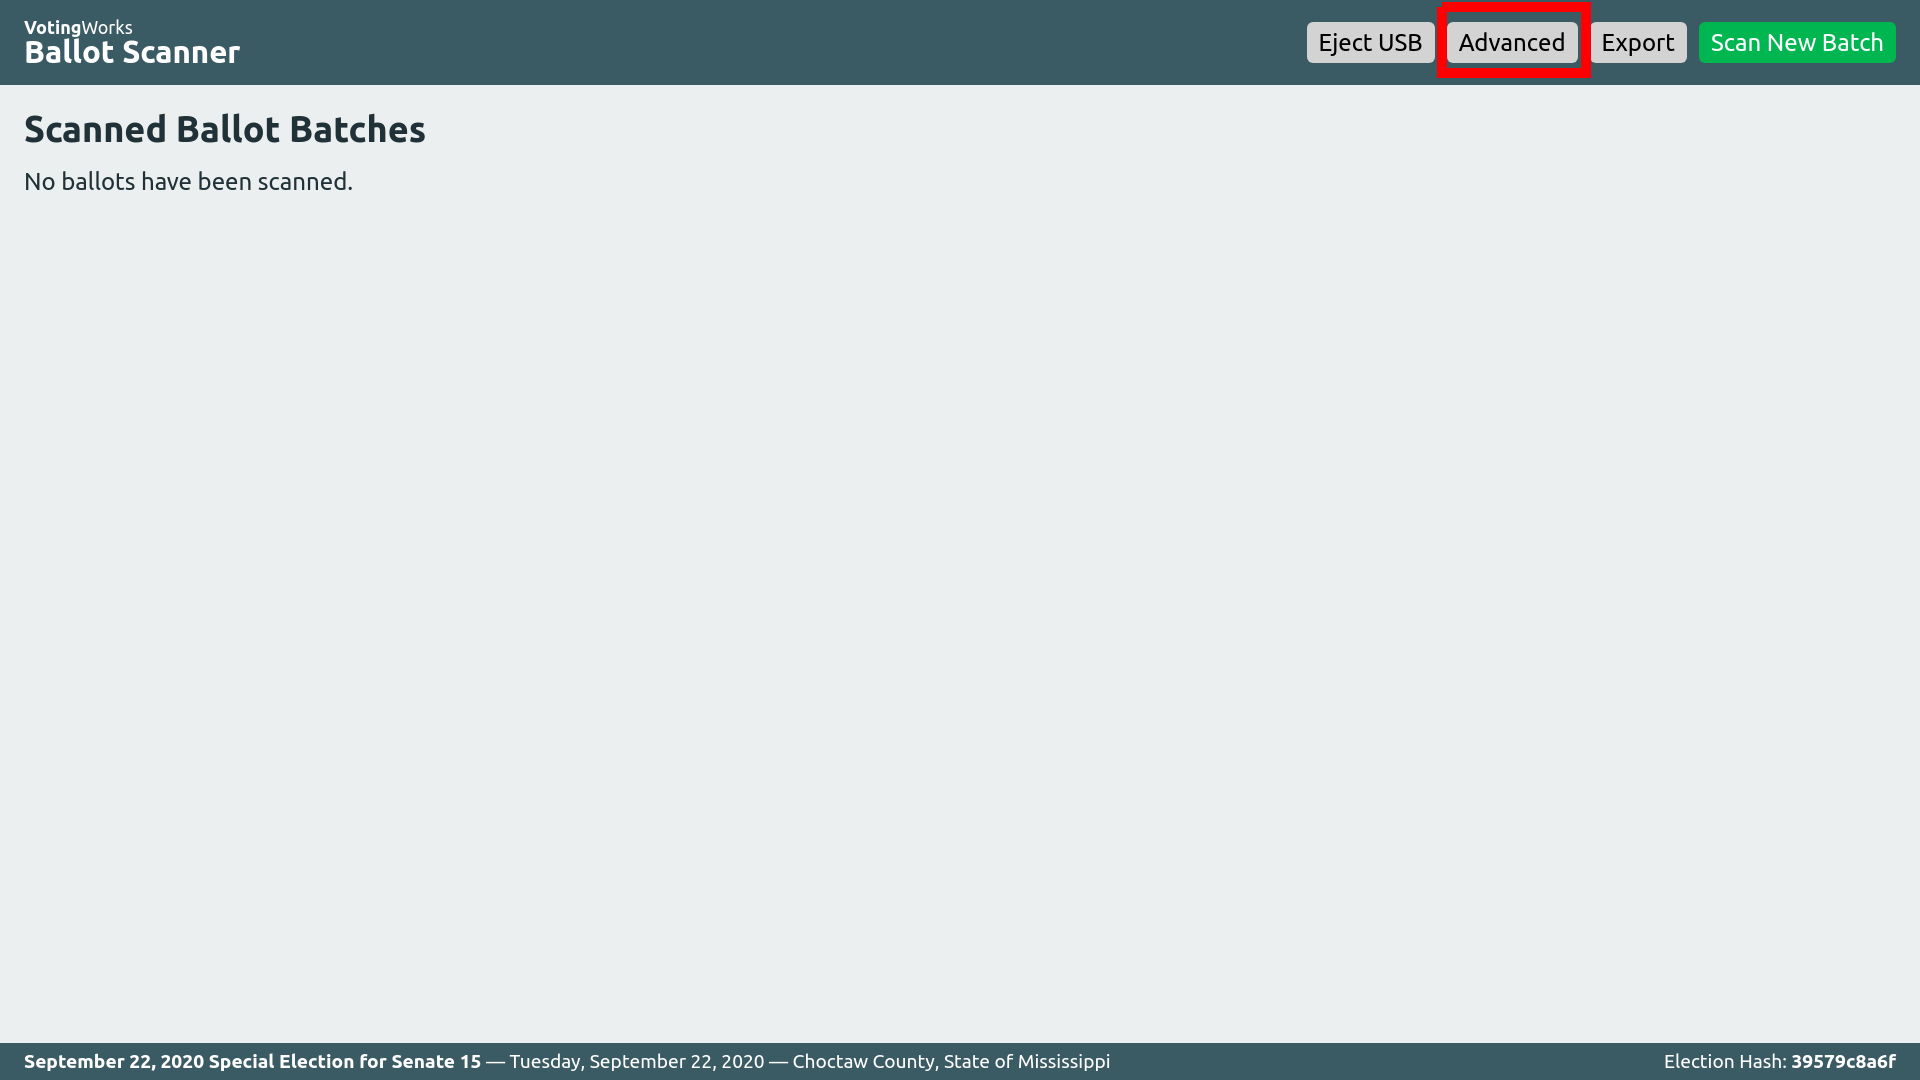 VotingWorks
Ballot Scanner
Eject USB
Advanced
Export
Scan New Batch
Scanned Ballot Batches
No ballots have been scanned.
September 22, 2020 Special Election for Senate 15 — Tuesday, September 22, 2020 — Choctaw County, State of Mississippi
Election Hash: 39579c8a6f